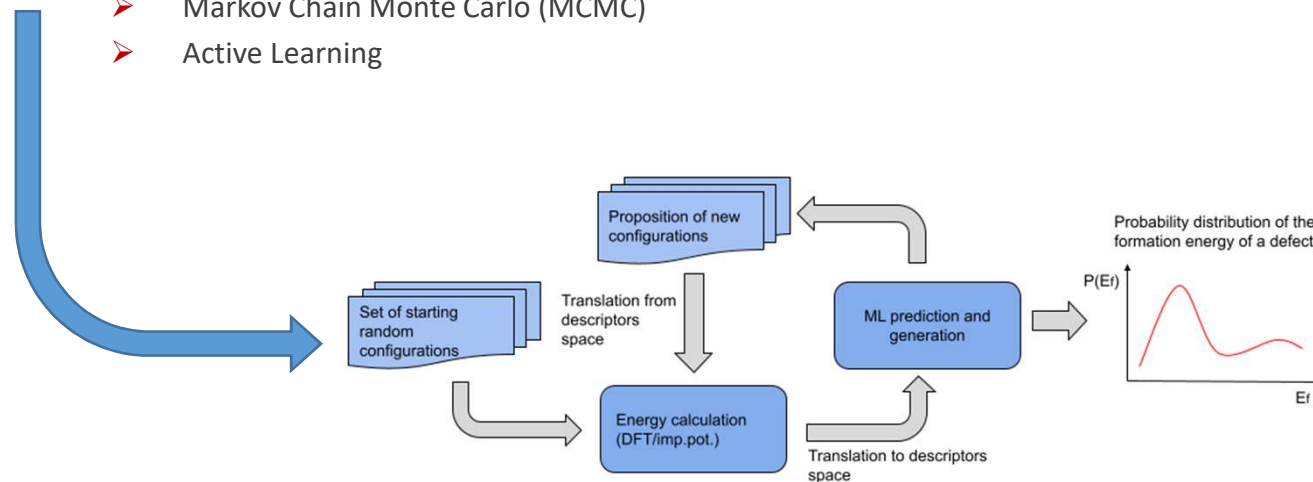 Markov Chain Monte Carlo (MCMC)
Active Learning
Proposition of new
configurations
Probability distribution of the
formation energy of a defect
P(Ef)
Set of starting
random
configurations
Translation from
descriptors
space
ML prediction and
generation
Ef
Energy calculation
(DFT/imp.pot.)
Translation to descriptors
space